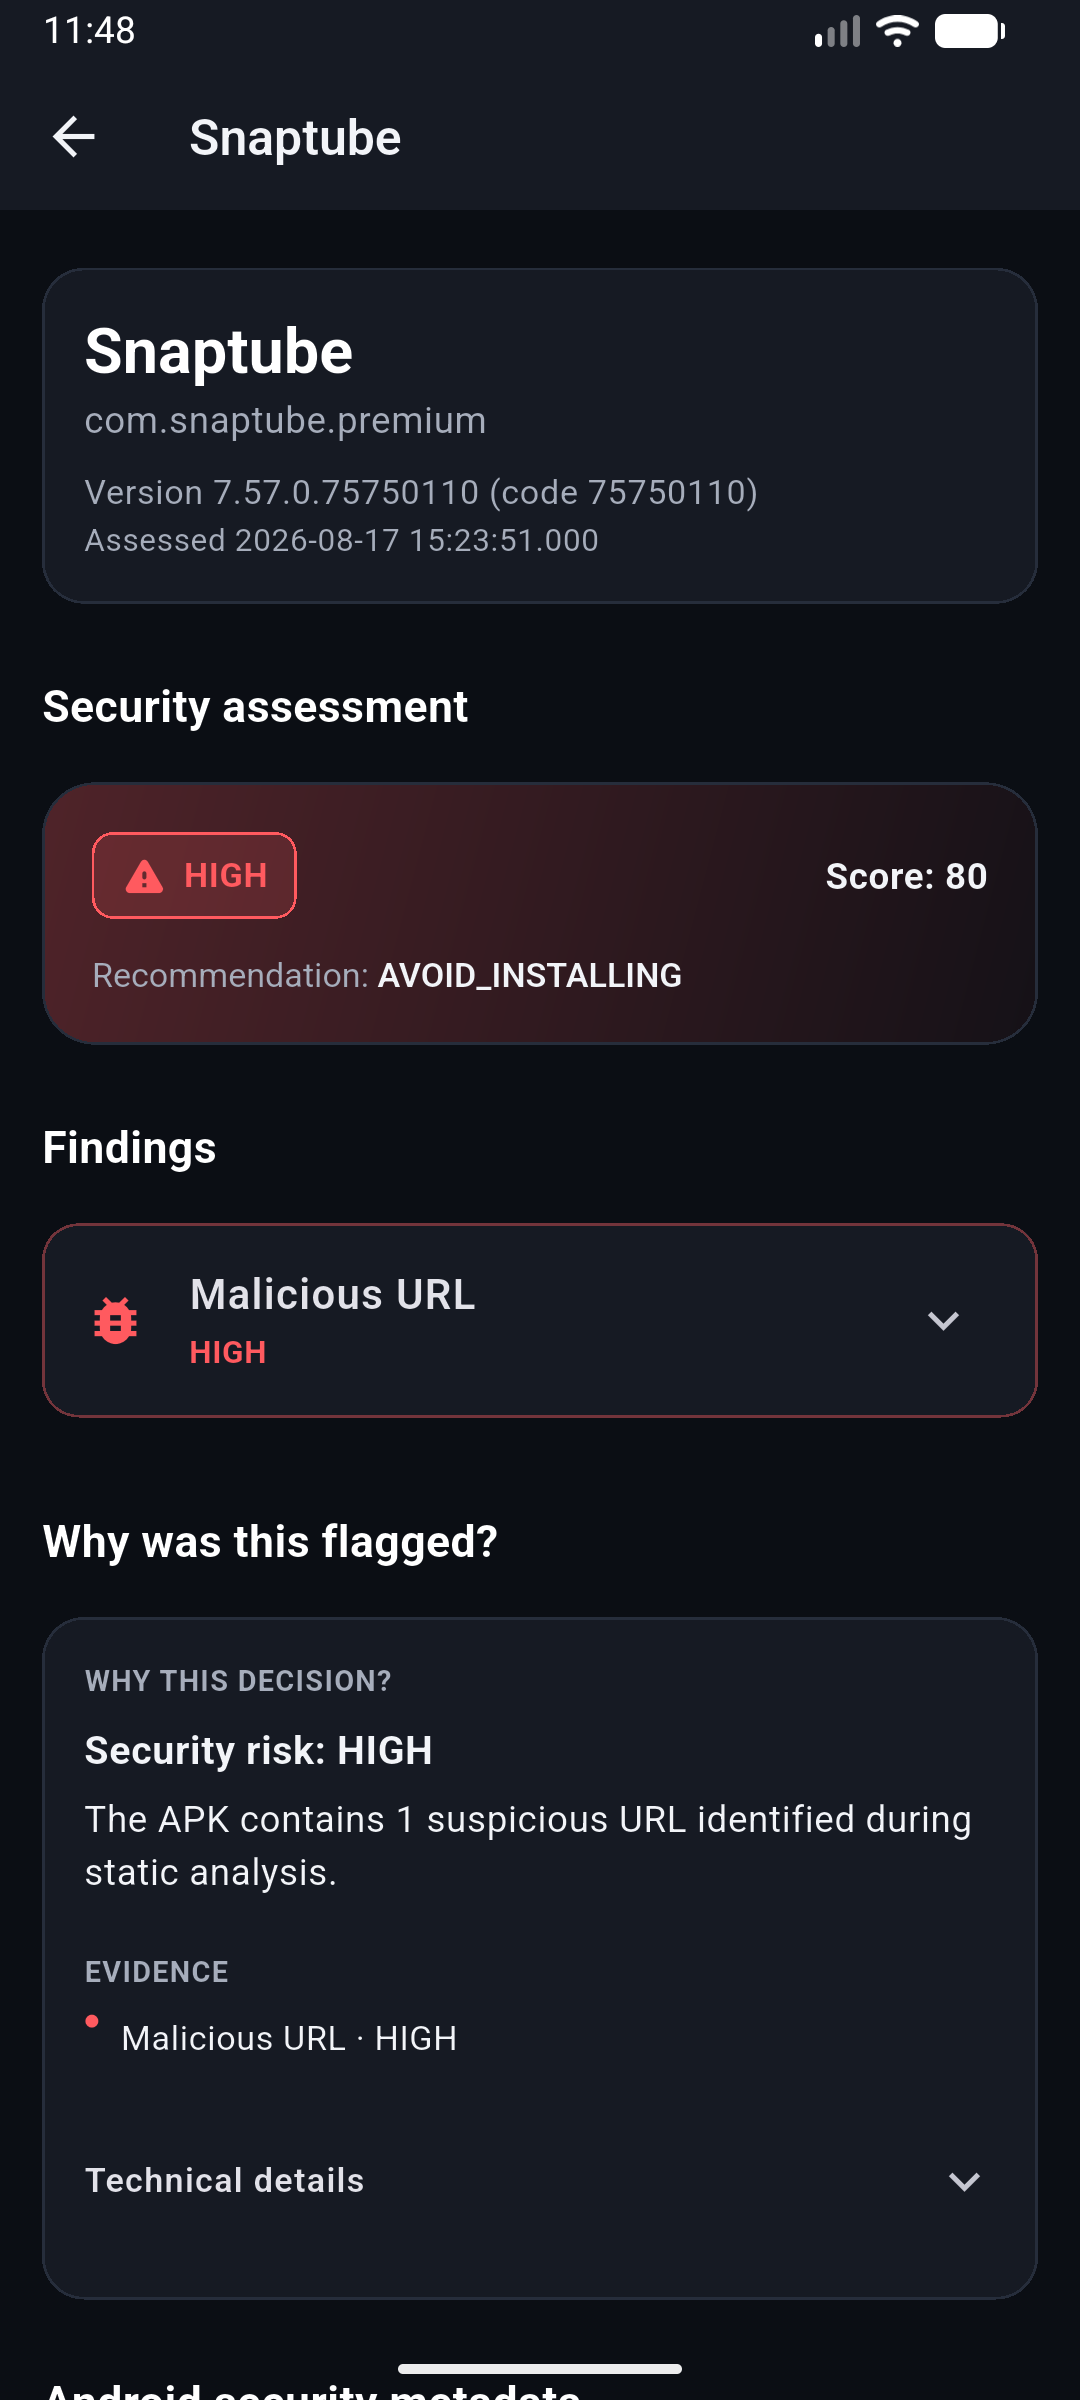 11:48
Snaptube
Snaptube
com.snaptube.premium
Version 7.57.0.75750110 (code 75750110)
Assessed 2026-08-17 15:23:51.000
Security assessment
HIGH
Score: 80
Recommendation: AVOID_INSTALLING
Findings
Malicious URL
HIGH
Why was this flagged?
WHY THIS DECISION?
Security risk: HIGH
The APK contains 1 suspicious URL identified during
static analysis.
EVIDENCE
Malicious URL · HIGH
Technical details
Android security metadata